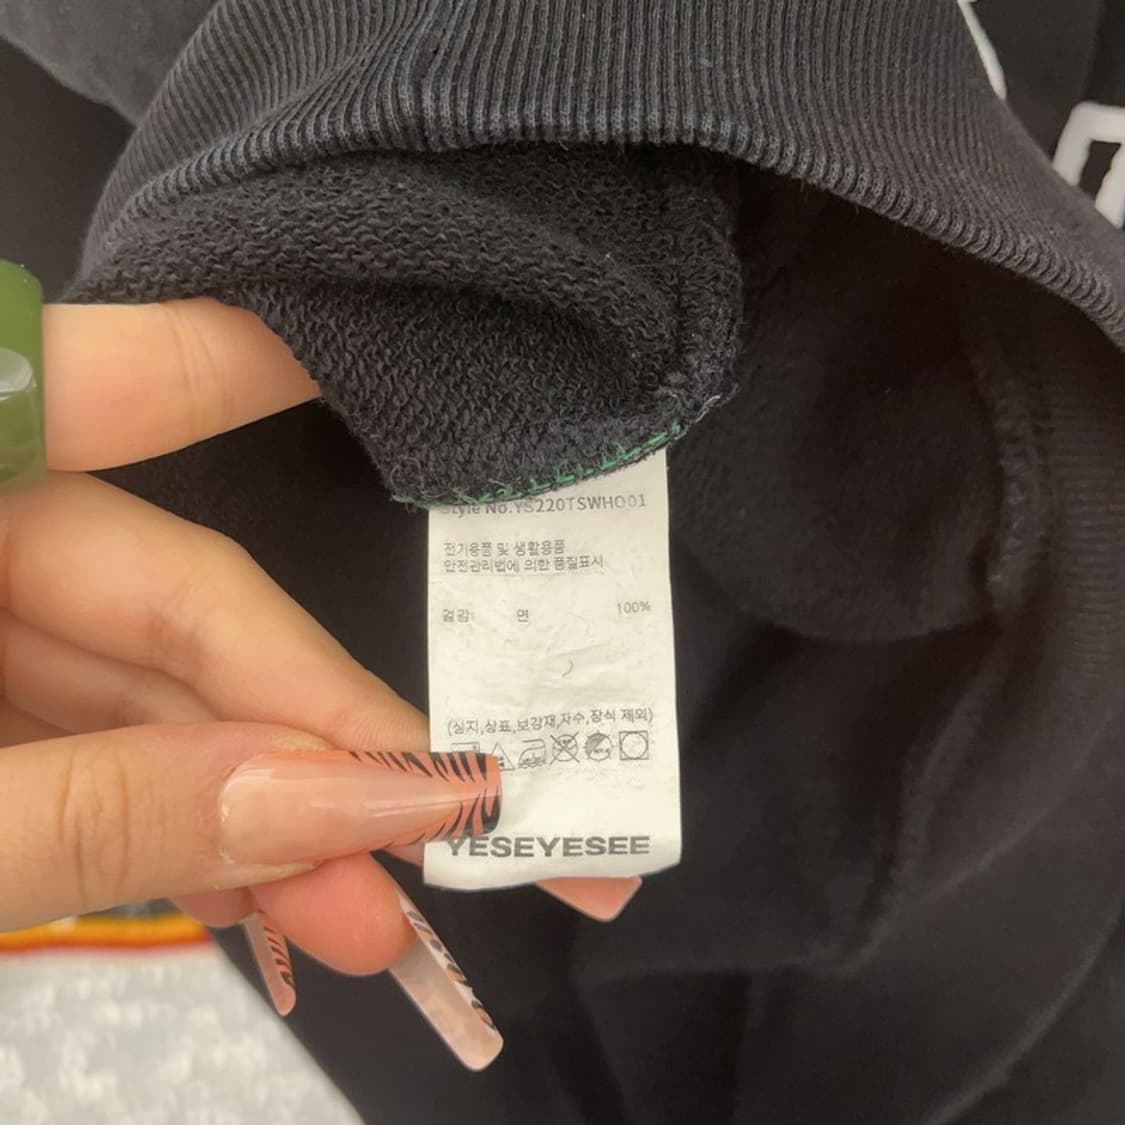 Style No.YS220TSWHO01
전기용품 및 생활용품
안전관리법에 의한 품질표시
겉감: 면 100%
(심지,상표,보강재,자수,장식 제외)
YESEYESEE